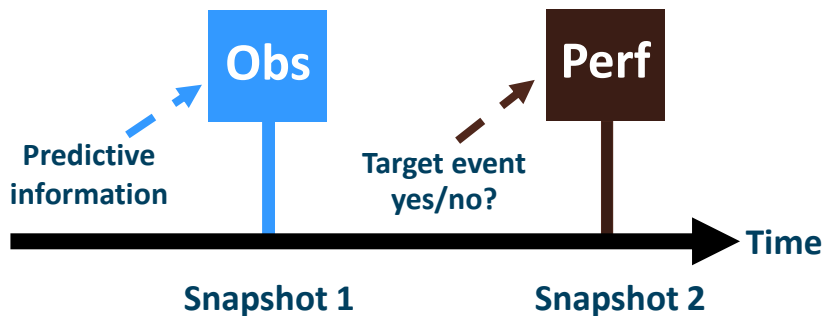 Obs
Perf
Predictive
information
Target event
yes/no?
Time
Snapshot 1
Snapshot 2